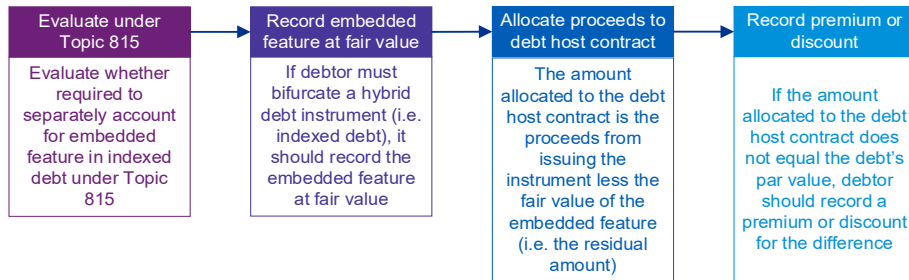 Evaluate under
Topic 815
Evaluate whether
required to
separately account
for embedded
feature in indexed
debt under Topic
815
Record embedded
feature at fair value
If debtor must
bifurcate a hybrid
debt instrument (i.e.
indexed debt), it
should record the
embedded feature
at fair value
Allocate proceeds to
debt host contract
The amount
allocated to the debt
host contract is the
proceeds from
issuing the
instrument less the
fair value of the
embedded feature
(i.e. the residual
amount)
Record premium or
discount
If the amount
allocated to the debt
host contract does
not equal the debt's
par value, debtor
should record a
premium or discount
for the difference